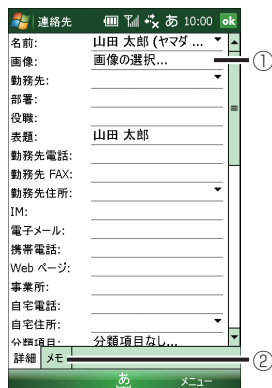 連絡先 あ 10:00 ok
名前: 山田 太郎 (ヤマダ ...
画像: 画像の選択... ①
勤務先:
部署:
役職:
表題: 山田 太郎
勤務先電話:
勤務先 FAX:
勤務先住所:
IM:
電子メール:
携帯電話:
Web ページ:
事業所:
自宅電話:
自宅住所:
分類項目: 分類項目なし...
詳細 メモ ②
あ メニュー